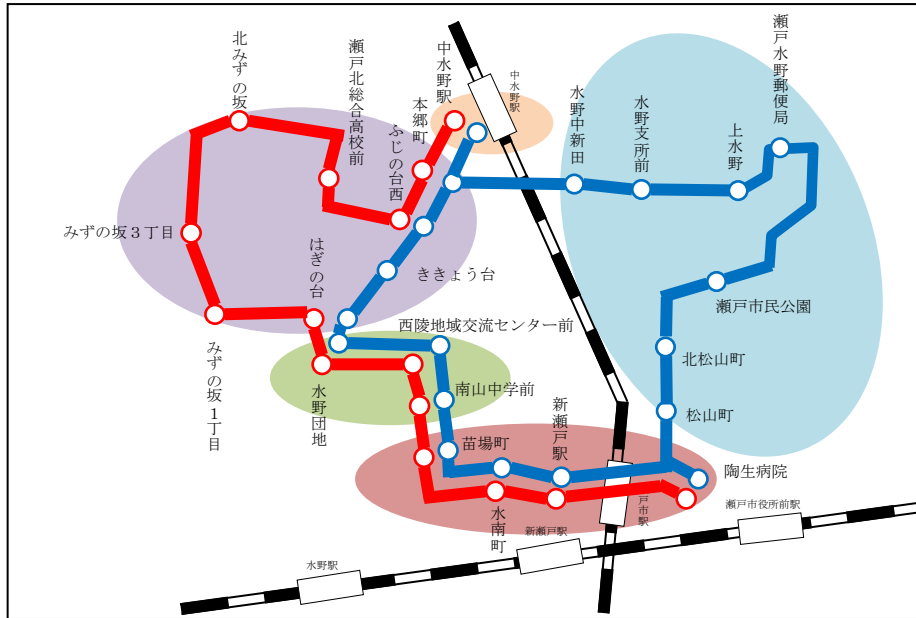 北みずの坂
瀬戸北総合高校前
中水野駅
本郷町
ふじの台西
中水野駅
水野中新田
水野支所前
上水野
瀬戸水野郵便局
みずの坂３丁目
はぎの台
ききょう台
西陵地域交流センター前
瀬戸市民公園
みずの坂１丁目
水野団地
南山中学前
北松山町
苗場町
新瀬戸駅
松山町
水南町
陶生病院
戸市駅
瀬戸市役所前駅
新瀬戸駅
水野駅